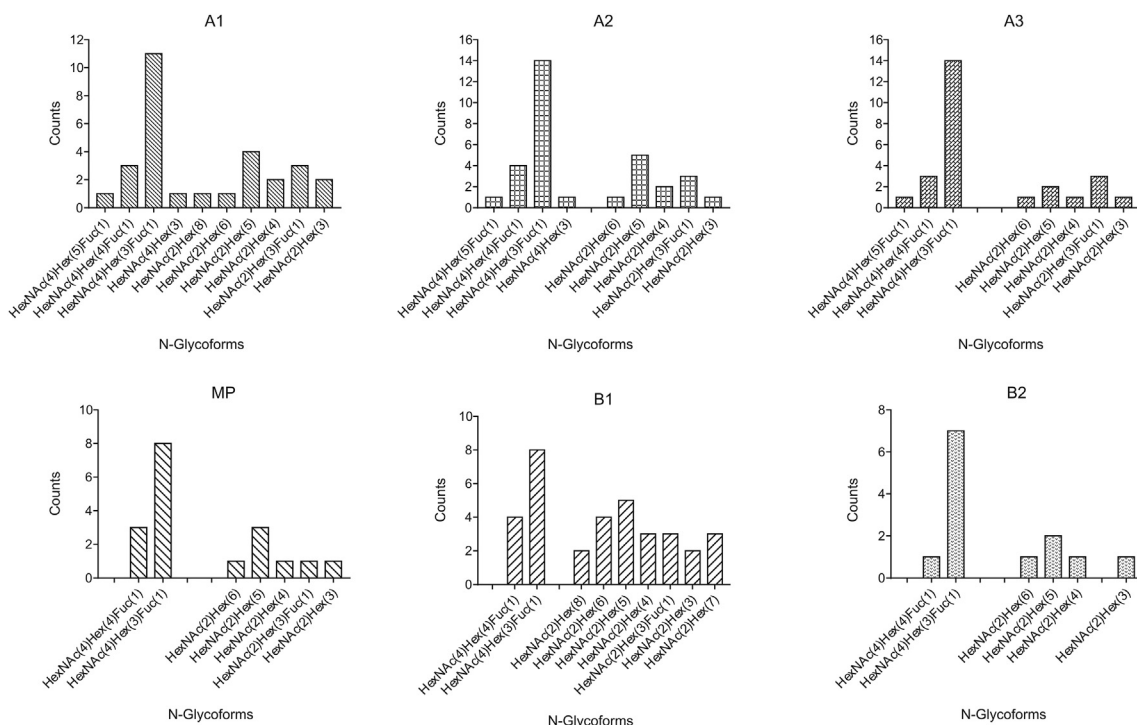 A1
Counts
12
10
8
6
4
2
0
HexNAc(4)Hex(5)Fuc(1)
HexNAc(4)Hex(4)Fuc(1)
HexNAc(4)Hex(3)Fuc(1)
HexNAc(4)Hex(3)
HexNAc(2)Hex(8)
HexNAc(2)Hex(6)
HexNAc(2)Hex(5)
HexNAc(2)Hex(4)
HexNAc(2)Hex(3)Fuc(1)
HexNAc(2)Hex(3)
N-Glycoforms
A2
Counts
16
14
12
10
8
6
4
2
0
HexNAc(4)Hex(5)Fuc(1)
HexNAc(4)Hex(4)Fuc(1)
HexNAc(4)Hex(3)Fuc(1)
HexNAc(4)Hex(3)
HexNAc(2)Hex(6)
HexNAc(2)Hex(5)
HexNAc(2)Hex(4)
HexNAc(2)Hex(3)Fuc(1)
HexNAc(2)Hex(3)
N-Glycoforms
A3
Counts
16
14
12
10
8
6
4
2
0
HexNAc(4)Hex(5)Fuc(1)
HexNAc(4)Hex(4)Fuc(1)
HexNAc(4)Hex(3)Fuc(1)
HexNAc(2)Hex(6)
HexNAc(2)Hex(5)
HexNAc(2)Hex(4)
HexNAc(2)Hex(3)Fuc(1)
HexNAc(2)Hex(3)
N-Glycoforms
MP
Counts
10
8
6
4
2
0
HexNAc(4)Hex(4)Fuc(1)
HexNAc(4)Hex(3)Fuc(1)
HexNAc(2)Hex(6)
HexNAc(2)Hex(5)
HexNAc(2)Hex(4)
HexNAc(2)Hex(3)Fuc(1)
HexNAc(2)Hex(3)
N-Glycoforms
B1
Counts
10
8
6
4
2
0
HexNAc(4)Hex(4)Fuc(1)
HexNAc(4)Hex(3)Fuc(1)
HexNAc(2)Hex(8)
HexNAc(2)Hex(6)
HexNAc(2)Hex(5)
HexNAc(2)Hex(4)
HexNAc(2)Hex(3)Fuc(1)
HexNAc(2)Hex(3)
HexNAc(2)Hex(7)
N-Glycoforms
B2
Counts
8
6
4
2
0
HexNAc(4)Hex(4)Fuc(1)
HexNAc(4)Hex(3)Fuc(1)
HexNAc(2)Hex(6)
HexNAc(2)Hex(5)
HexNAc(2)Hex(4)
HexNAc(2)Hex(3)
N-Glycoforms